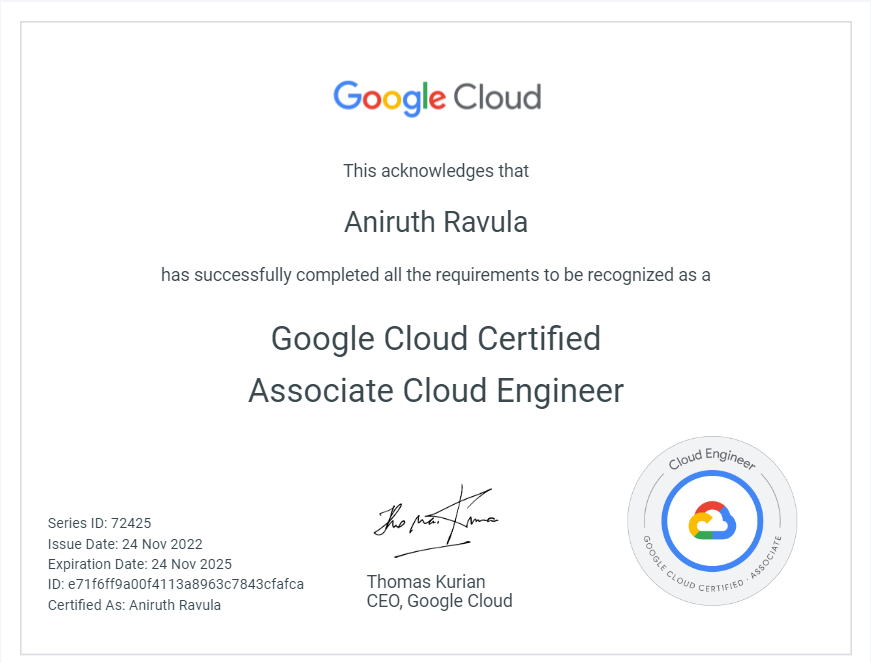 Google Cloud
This acknowledges that
Aniruth Ravula
has successfully completed all the requirements to be recognized as a
Google Cloud Certified
Associate Cloud Engineer
Series ID: 72425
Issue Date: 24 Nov 2022
Expiration Date: 24 Nov 2025
ID: e71f6ff9a00f4113a8963c7843cfafca
Certified As: Aniruth Ravula
Thomas Kurian
CEO, Google Cloud
Cloud Engineer
GOOGLE CLOUD CERTIFIED · ASSOCIATE